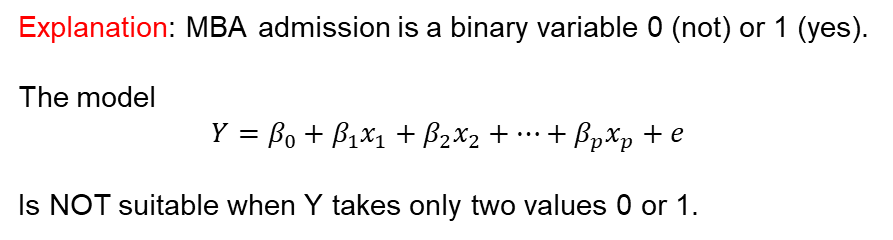 Explanation: MBA admission is a binary variable 0 (not) or 1 (yes).
The model
𝑌 = 𝛽₀ + 𝛽₁𝑥₁ + 𝛽₂𝑥₂ + ⋯ + 𝛽ₚ𝑥ₚ + 𝑒
Is NOT suitable when Y takes only two values 0 or 1.